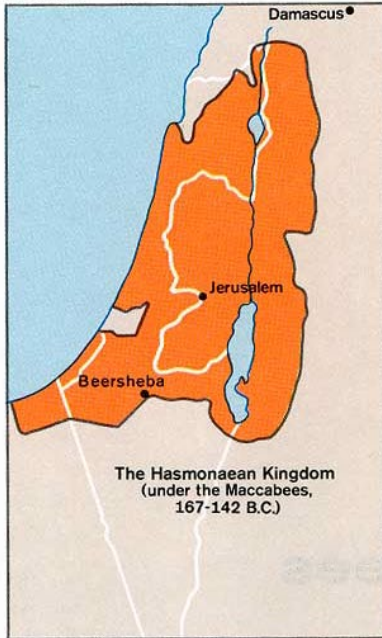 Damascus
Jerusalem
Beersheba
The Hasmonaean Kingdom
(under the Maccabees,
167-142 B.C.)